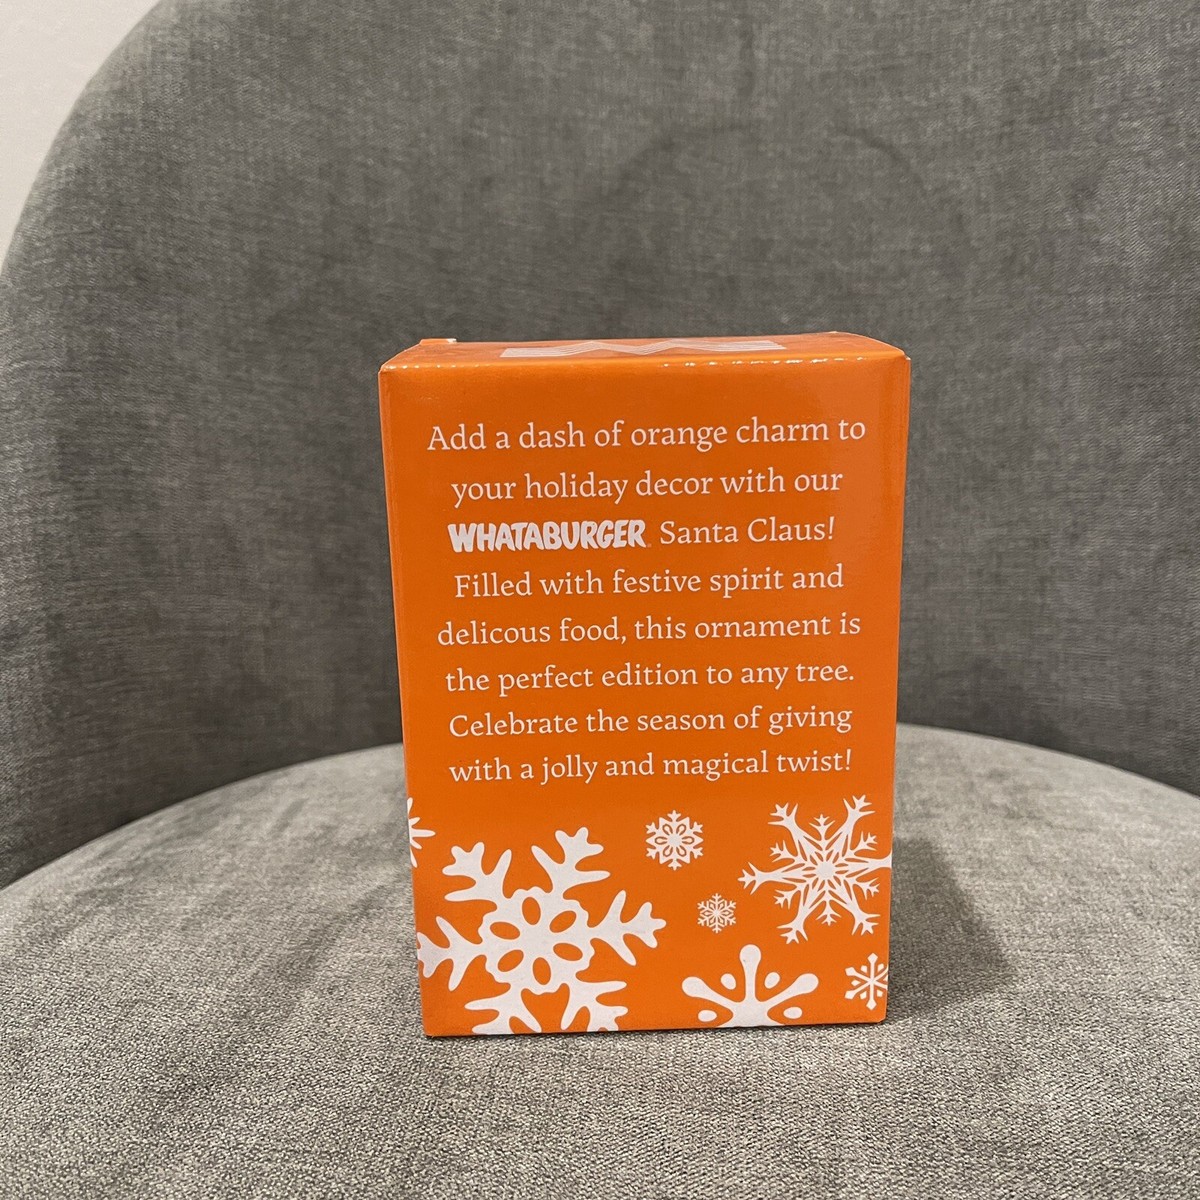 Add a dash of orange charm to
your holiday decor with our
WHATABURGER Santa Claus!
Filled with festive spirit and
delicous food, this ornament is
the perfect edition to any tree.
Celebrate the season of giving
with a jolly and magical twist!